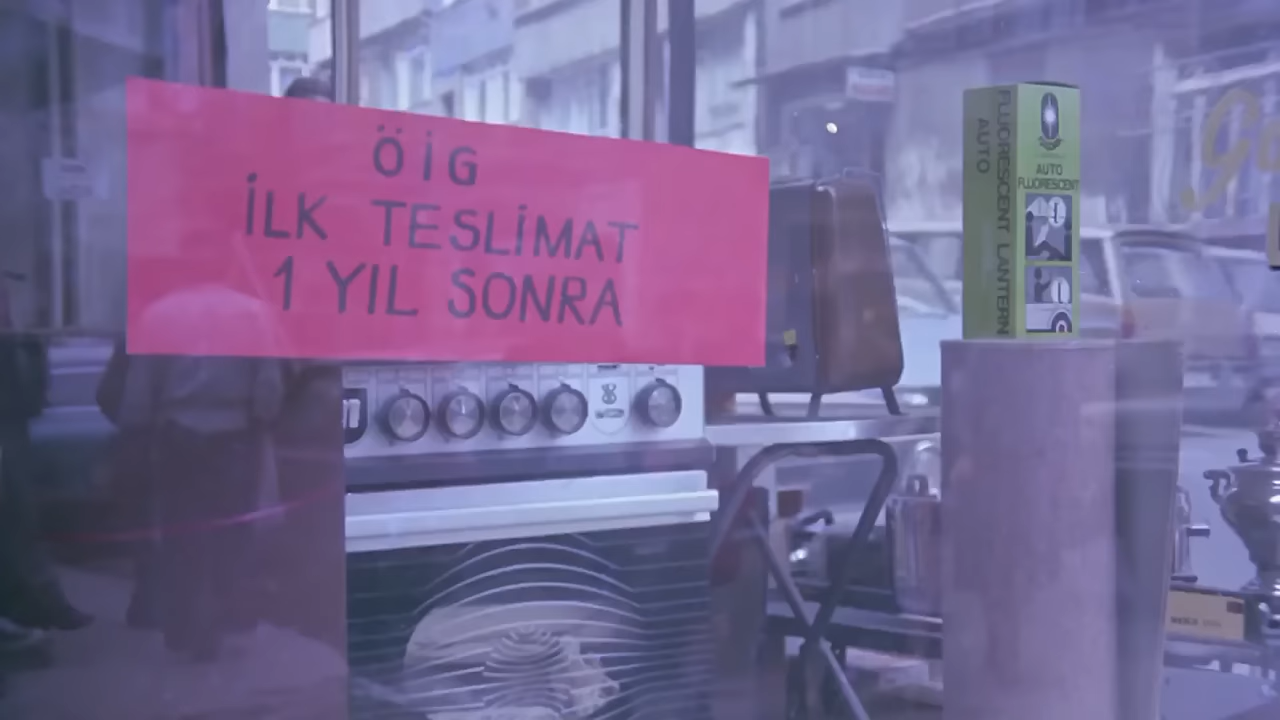 ÖİG
İLK TESLİMAT
1 YIL SONRA
FLUORESCENT LANTERN
AUTO
AUTO
FLUORESCENT